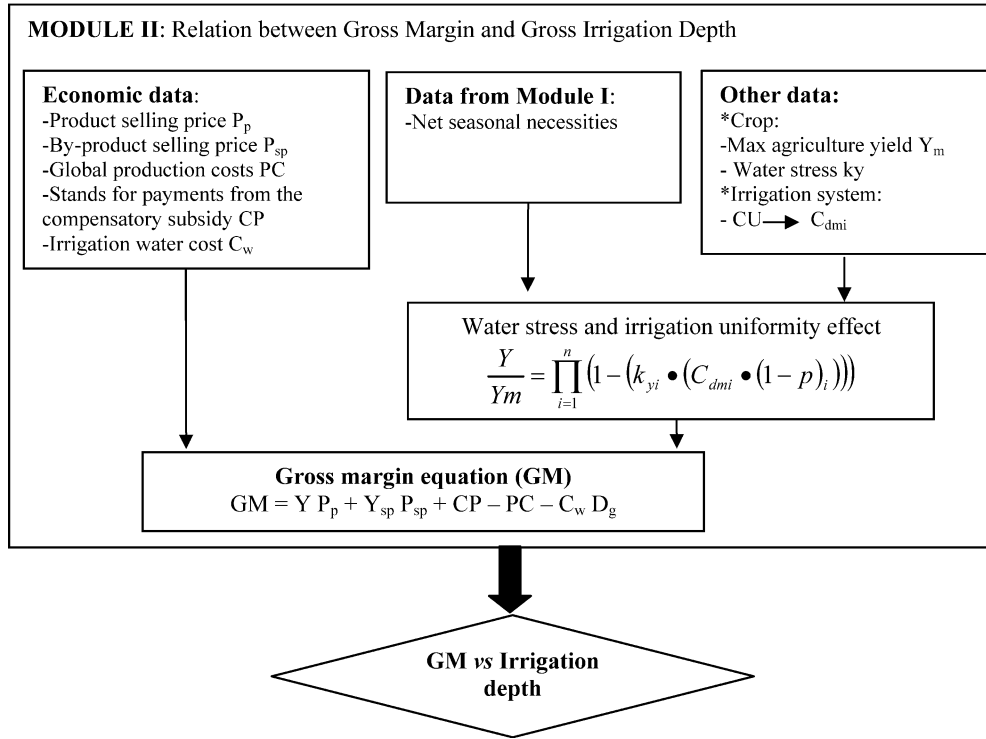 MODULE II: Relation between Gross Margin and Gross Irrigation Depth
Economic data:
-Product selling price Pp
-By-product selling price Psp
-Global production costs PC
-Stands for payments from the
compensatory subsidy CP
-Irrigation water cost Cw
Data from Module I:
-Net seasonal necessities
Other data:
*Crop:
-Max agriculture yield Ym
- Water stress ky
*Irrigation system:
- CU → Cdmi
Water stress and irrigation uniformity effect
Y/Ym = ∏ i=1 n (1 − (k yi • (C dmi • (1 − p) i)))
Gross margin equation (GM)
GM = Y Pp + Ysp Psp + CP – PC – Cw Dg
GM vs Irrigation
depth